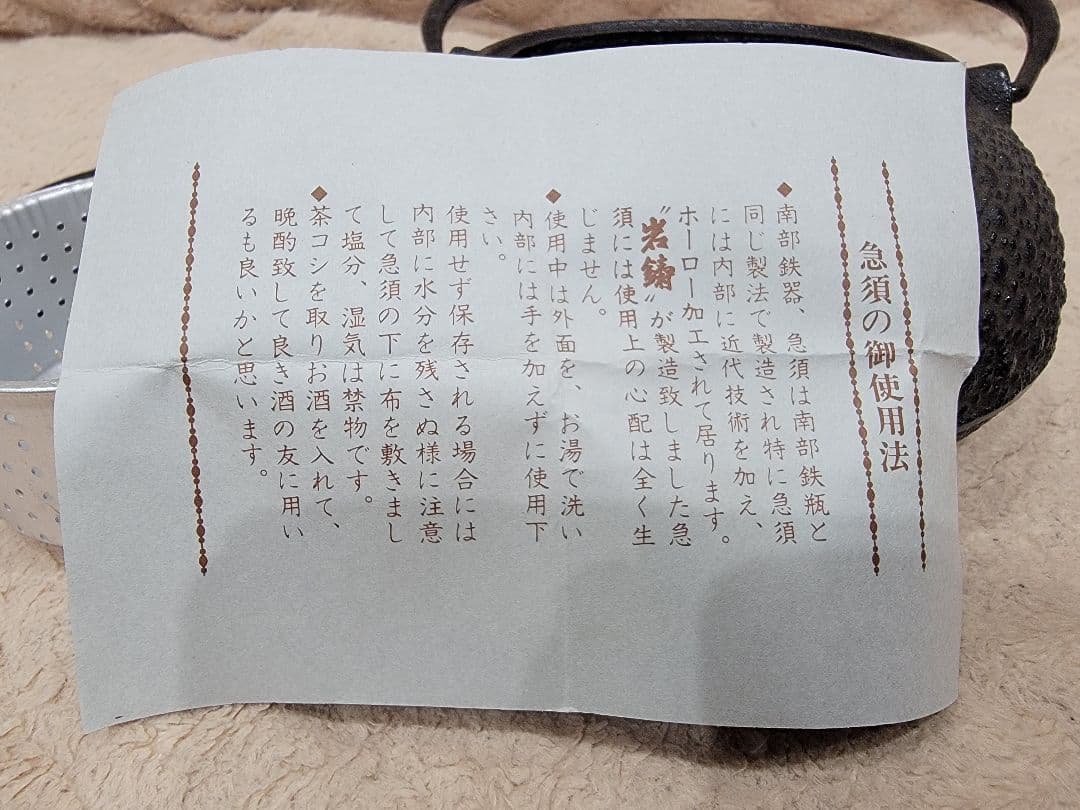 急須の御使用法
◆南部鉄器、急須は南部鉄瓶と
同じ製法で製造され特に急須
には内部に近代技術を加え、
ホーロー加工されて居ります。
〝岩鋳〟が製造致しました急
須には使用上の心配は全く生
じません。
◆使用中は外面を、お湯で洗い
内部には手を加えずに使用下
さい。
使用せず保存される場合には
内部に水分を残さぬ様に注意
して急須の下に布を敷きまし
て塩分、湿気は禁物です。
◆茶コシを取りお酒を入れて、
晩酌致して良き酒の友に用い
るも良いかと思います。